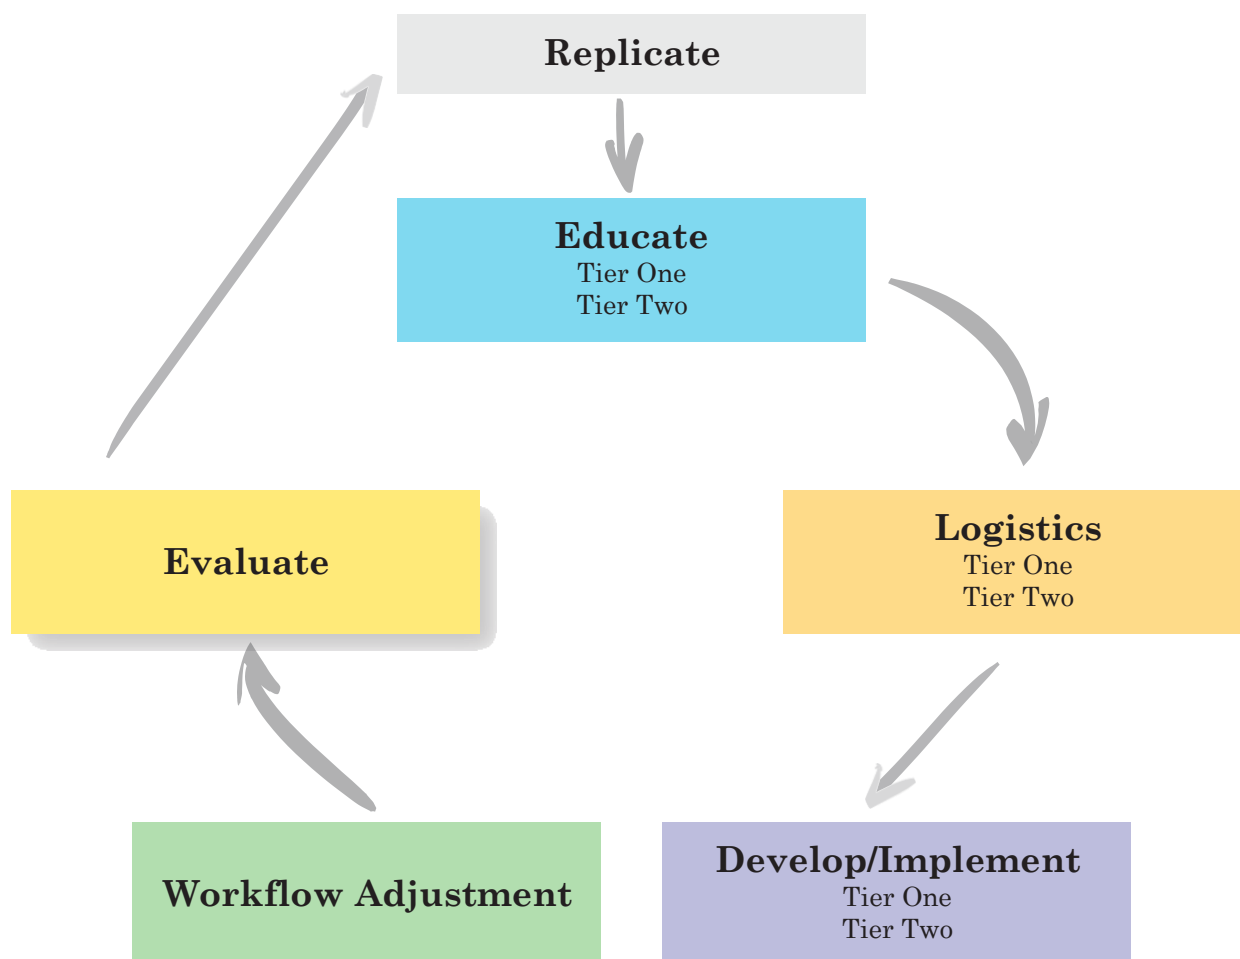 Replicate
Educate
Tier One
Tier Two
Evaluate
Logistics
Tier One
Tier Two
Workflow Adjustment
Develop/Implement
Tier One
Tier Two